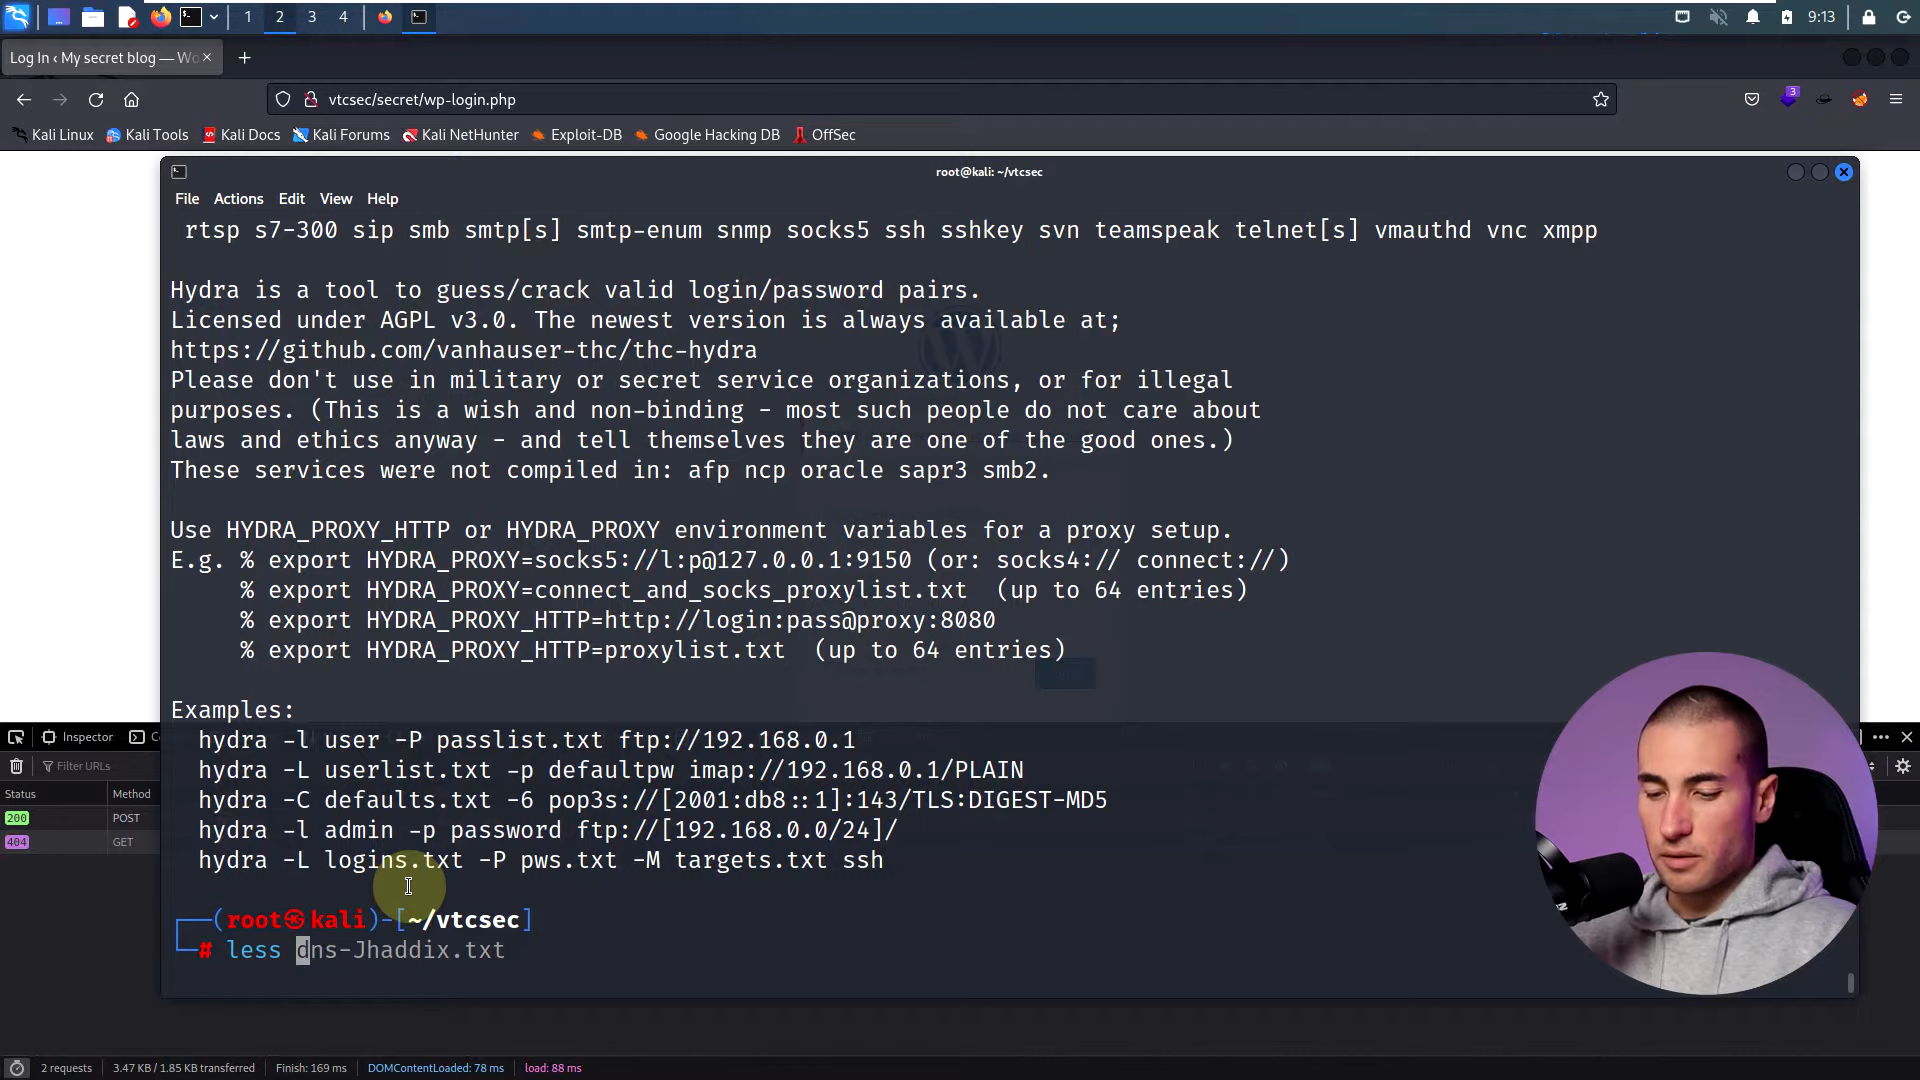 1 2 3 4
9:13
Log In ‹ My secret blog — Wo
vtcsec/secret/wp-login.php
3
Kali Linux Kali Tools Kali Docs Kali Forums Kali NetHunter Exploit-DB Google Hacking DB OffSec
root@kali: ~/vtcsec
File Actions Edit View Help
rtsp s7-300 sip smb smtp[s] smtp-enum snmp socks5 ssh sshkey svn teamspeak telnet[s] vmauthd vnc xmpp
Hydra is a tool to guess/crack valid login/password pairs.
Licensed under AGPL v3.0. The newest version is always available at;
https://github.com/vanhauser-thc/thc-hydra
Please don't use in military or secret service organizations, or for illegal
purposes. (This is a wish and non-binding - most such people do not care about
laws and ethics anyway - and tell themselves they are one of the good ones.)
These services were not compiled in: afp ncp oracle sapr3 smb2.
Use HYDRA_PROXY_HTTP or HYDRA_PROXY environment variables for a proxy setup.
E.g. % export HYDRA_PROXY=socks5://l:p@127.0.0.1:9150 (or: socks4:// connect://)
% export HYDRA_PROXY=connect_and_socks_proxylist.txt (up to 64 entries)
% export HYDRA_PROXY_HTTP=http://login:pass@proxy:8080
% export HYDRA_PROXY_HTTP=proxylist.txt (up to 64 entries)
Examples:
hydra -l user -P passlist.txt ftp://192.168.0.1
hydra -L userlist.txt -p defaultpw imap://192.168.0.1/PLAIN
hydra -C defaults.txt -6 pop3s://[2001:db8::1]:143/TLS:DIGEST-MD5
hydra -l admin -p password ftp://[192.168.0.0/24]/
hydra -L logins.txt -P pws.txt -M targets.txt ssh
(root㉿kali)-[~/vtcsec]
# less dns-Jhaddix.txt
Inspector
Filter URLs
Status Method
200 POST
404 GET
2 requests 3.47 KB / 1.85 KB transferred Finish: 169 ms DOMContentLoaded: 78 ms load: 88 ms